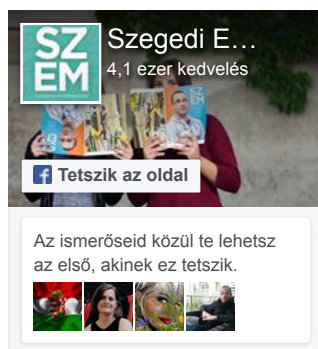 SZ
EM
Szegedi E…
4,1 ezer kedvelés
Tetszik az oldal
Az ismerőseid közül te lehetsz
az első, akinek ez tetszik.